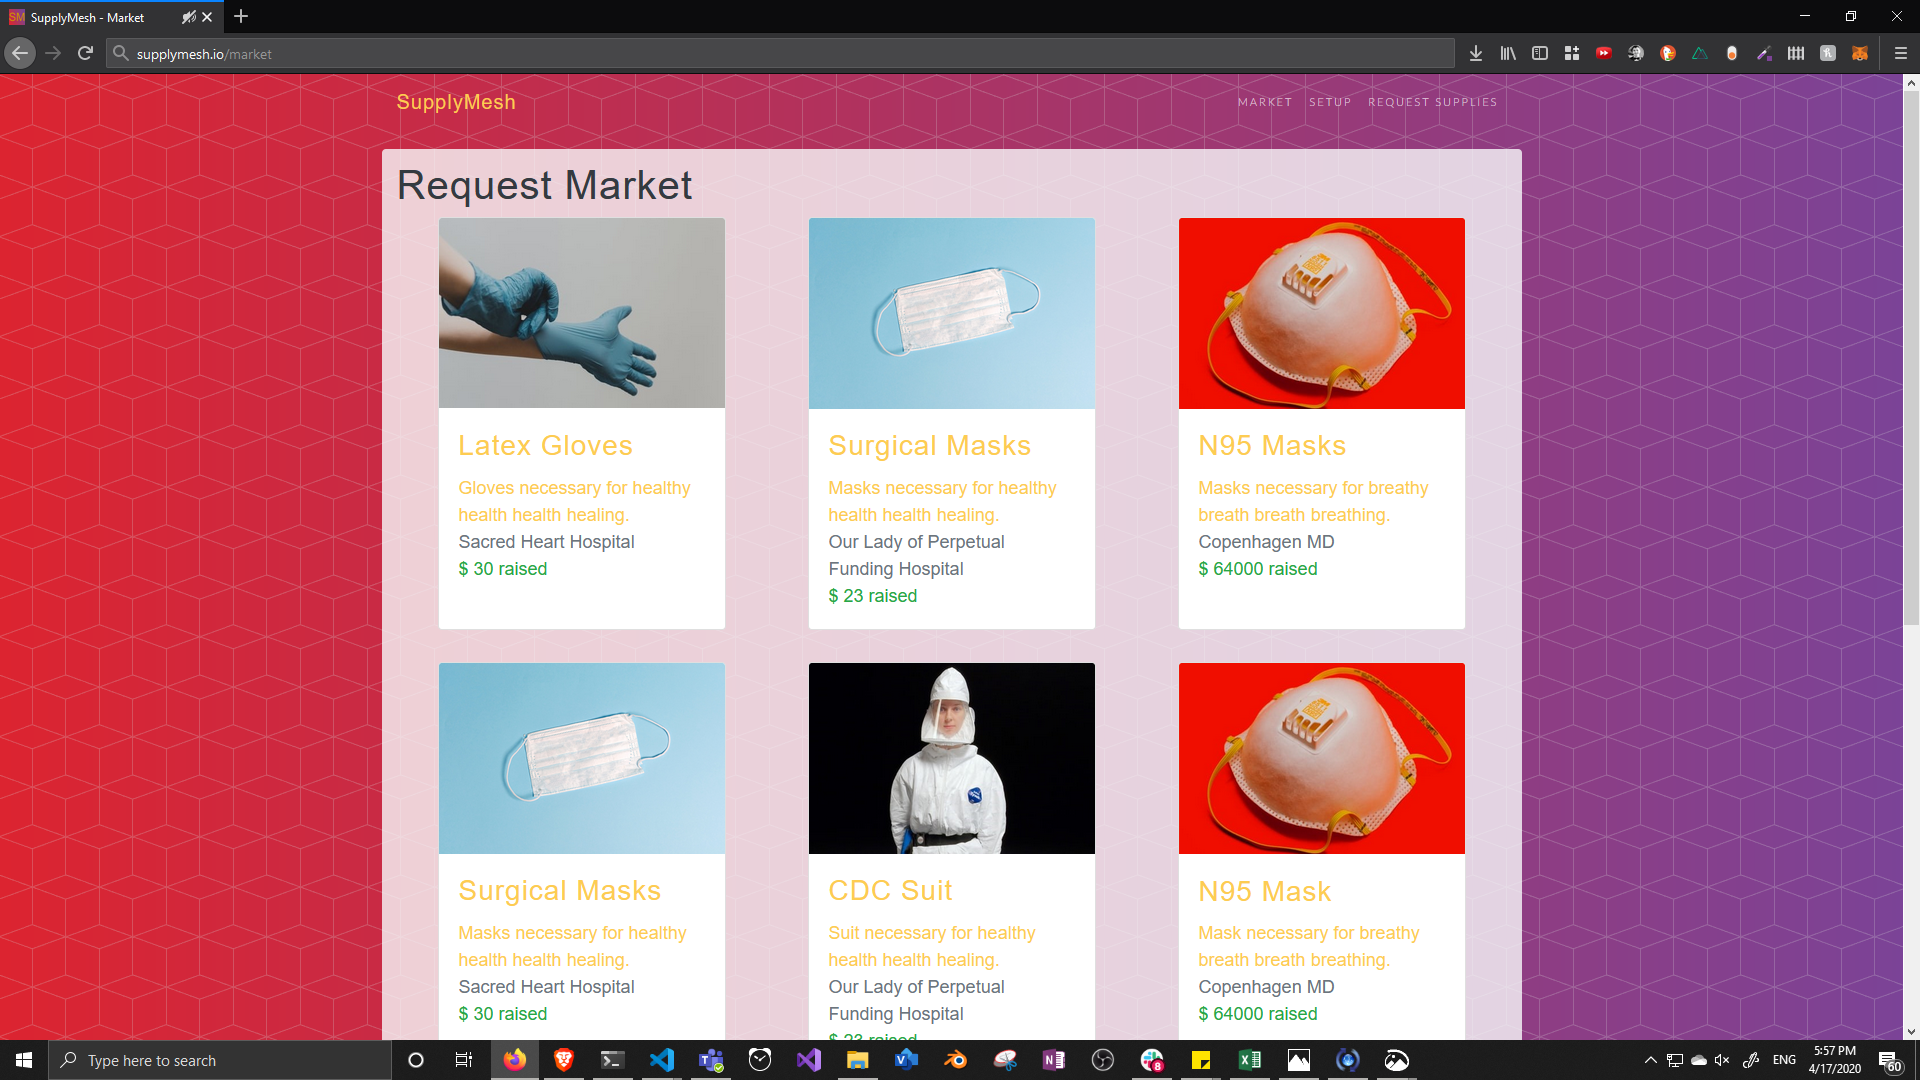 SupplyMesh - Market
supplymesh.io/market
SupplyMesh
MARKET SETUP REQUEST SUPPLIES
Request Market
Latex Gloves
Gloves necessary for healthy
health health healing.
Sacred Heart Hospital
$ 30 raised
Surgical Masks
Masks necessary for healthy
health health healing.
Our Lady of Perpetual
Funding Hospital
$ 23 raised
N95 Masks
Masks necessary for breathy
breath breath breathing.
Copenhagen MD
$ 64000 raised
Surgical Masks
Masks necessary for healthy
health health healing.
Sacred Heart Hospital
$ 30 raised
CDC Suit
Suit necessary for healthy
health health healing.
Our Lady of Perpetual
Funding Hospital
$ 23 raised
N95 Mask
Mask necessary for breathy
breath breath breathing.
Copenhagen MD
$ 64000 raised
Type here to search
ENG
5:57 PM
4/17/2020
60